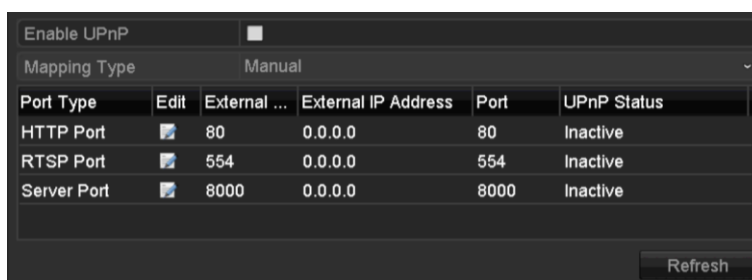 Enable UPnP
Mapping Type Manual
Port Type Edit External ... External IP Address Port UPnP Status
HTTP Port 80 0.0.0.0 80 Inactive
RTSP Port 554 0.0.0.0 554 Inactive
Server Port 8000 0.0.0.0 8000 Inactive
Refresh